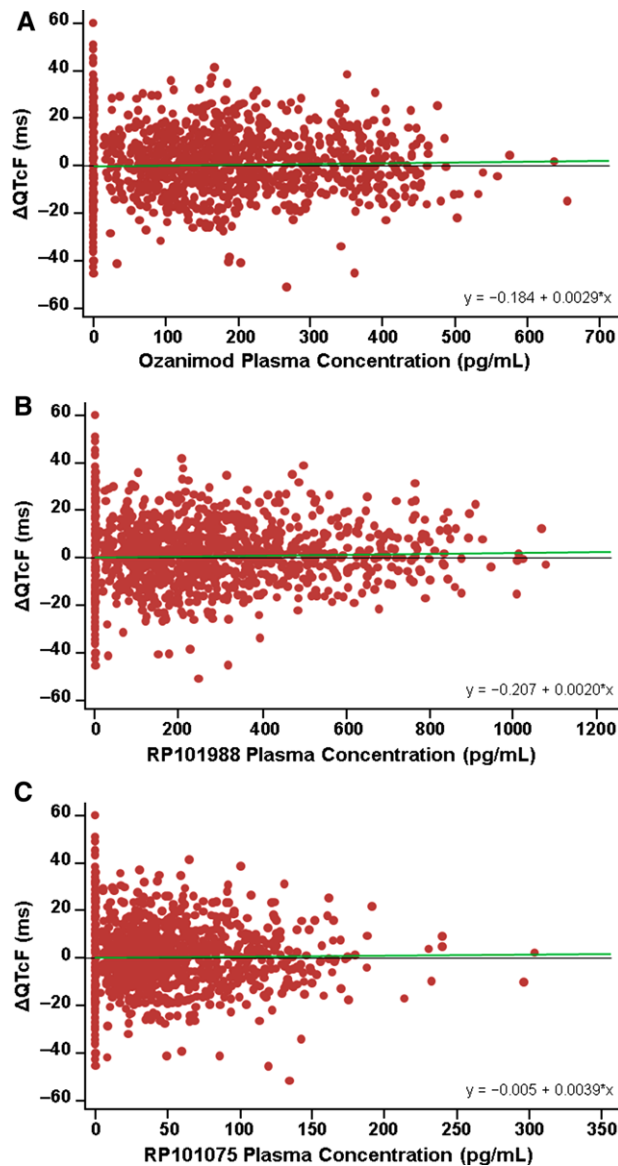 A
60
40
20
0
−20
−40
−60
ΔQTcF (ms)
y = −0.184 + 0.0029*x
0 100 200 300 400 500 600 700
Ozanimod Plasma Concentration (pg/mL)
B
60
40
20
0
−20
−40
−60
ΔQTcF (ms)
y = −0.207 + 0.0020*x
0 200 400 600 800 1000 1200
RP101988 Plasma Concentration (pg/mL)
C
60
40
20
0
−20
−40
−60
ΔQTcF (ms)
y = −0.005 + 0.0039*x
0 50 100 150 200 250 300 350
RP101075 Plasma Concentration (pg/mL)